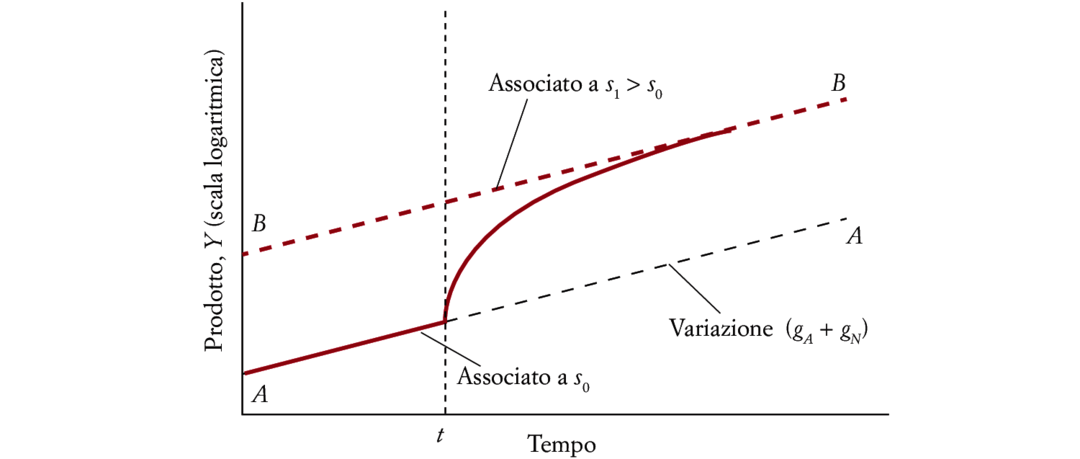 Associato a s₁ > s₀
B
B
A
Variazione (g_A + g_N)
Associato a s₀
A
t
Tempo
Prodotto, Y (scala logaritmica)